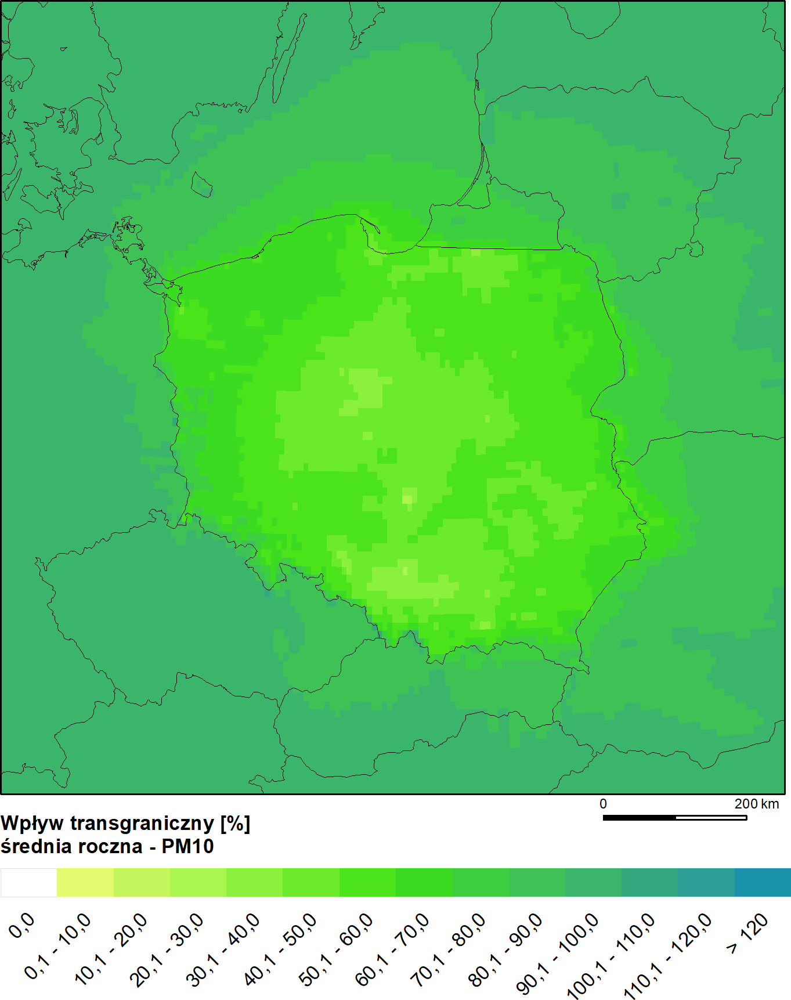 0 200 km
Wpływ transgraniczny [%]
średnia roczna - PM10
0,0
0,1 - 10,0
10,1 - 20,0
20,1 - 30,0
30,1 - 40,0
40,1 - 50,0
50,1 - 60,0
60,1 - 70,0
70,1 - 80,0
80,1 - 90,0
90,1 - 100,0
100,1 - 110,0
110,1 - 120,0
> 120